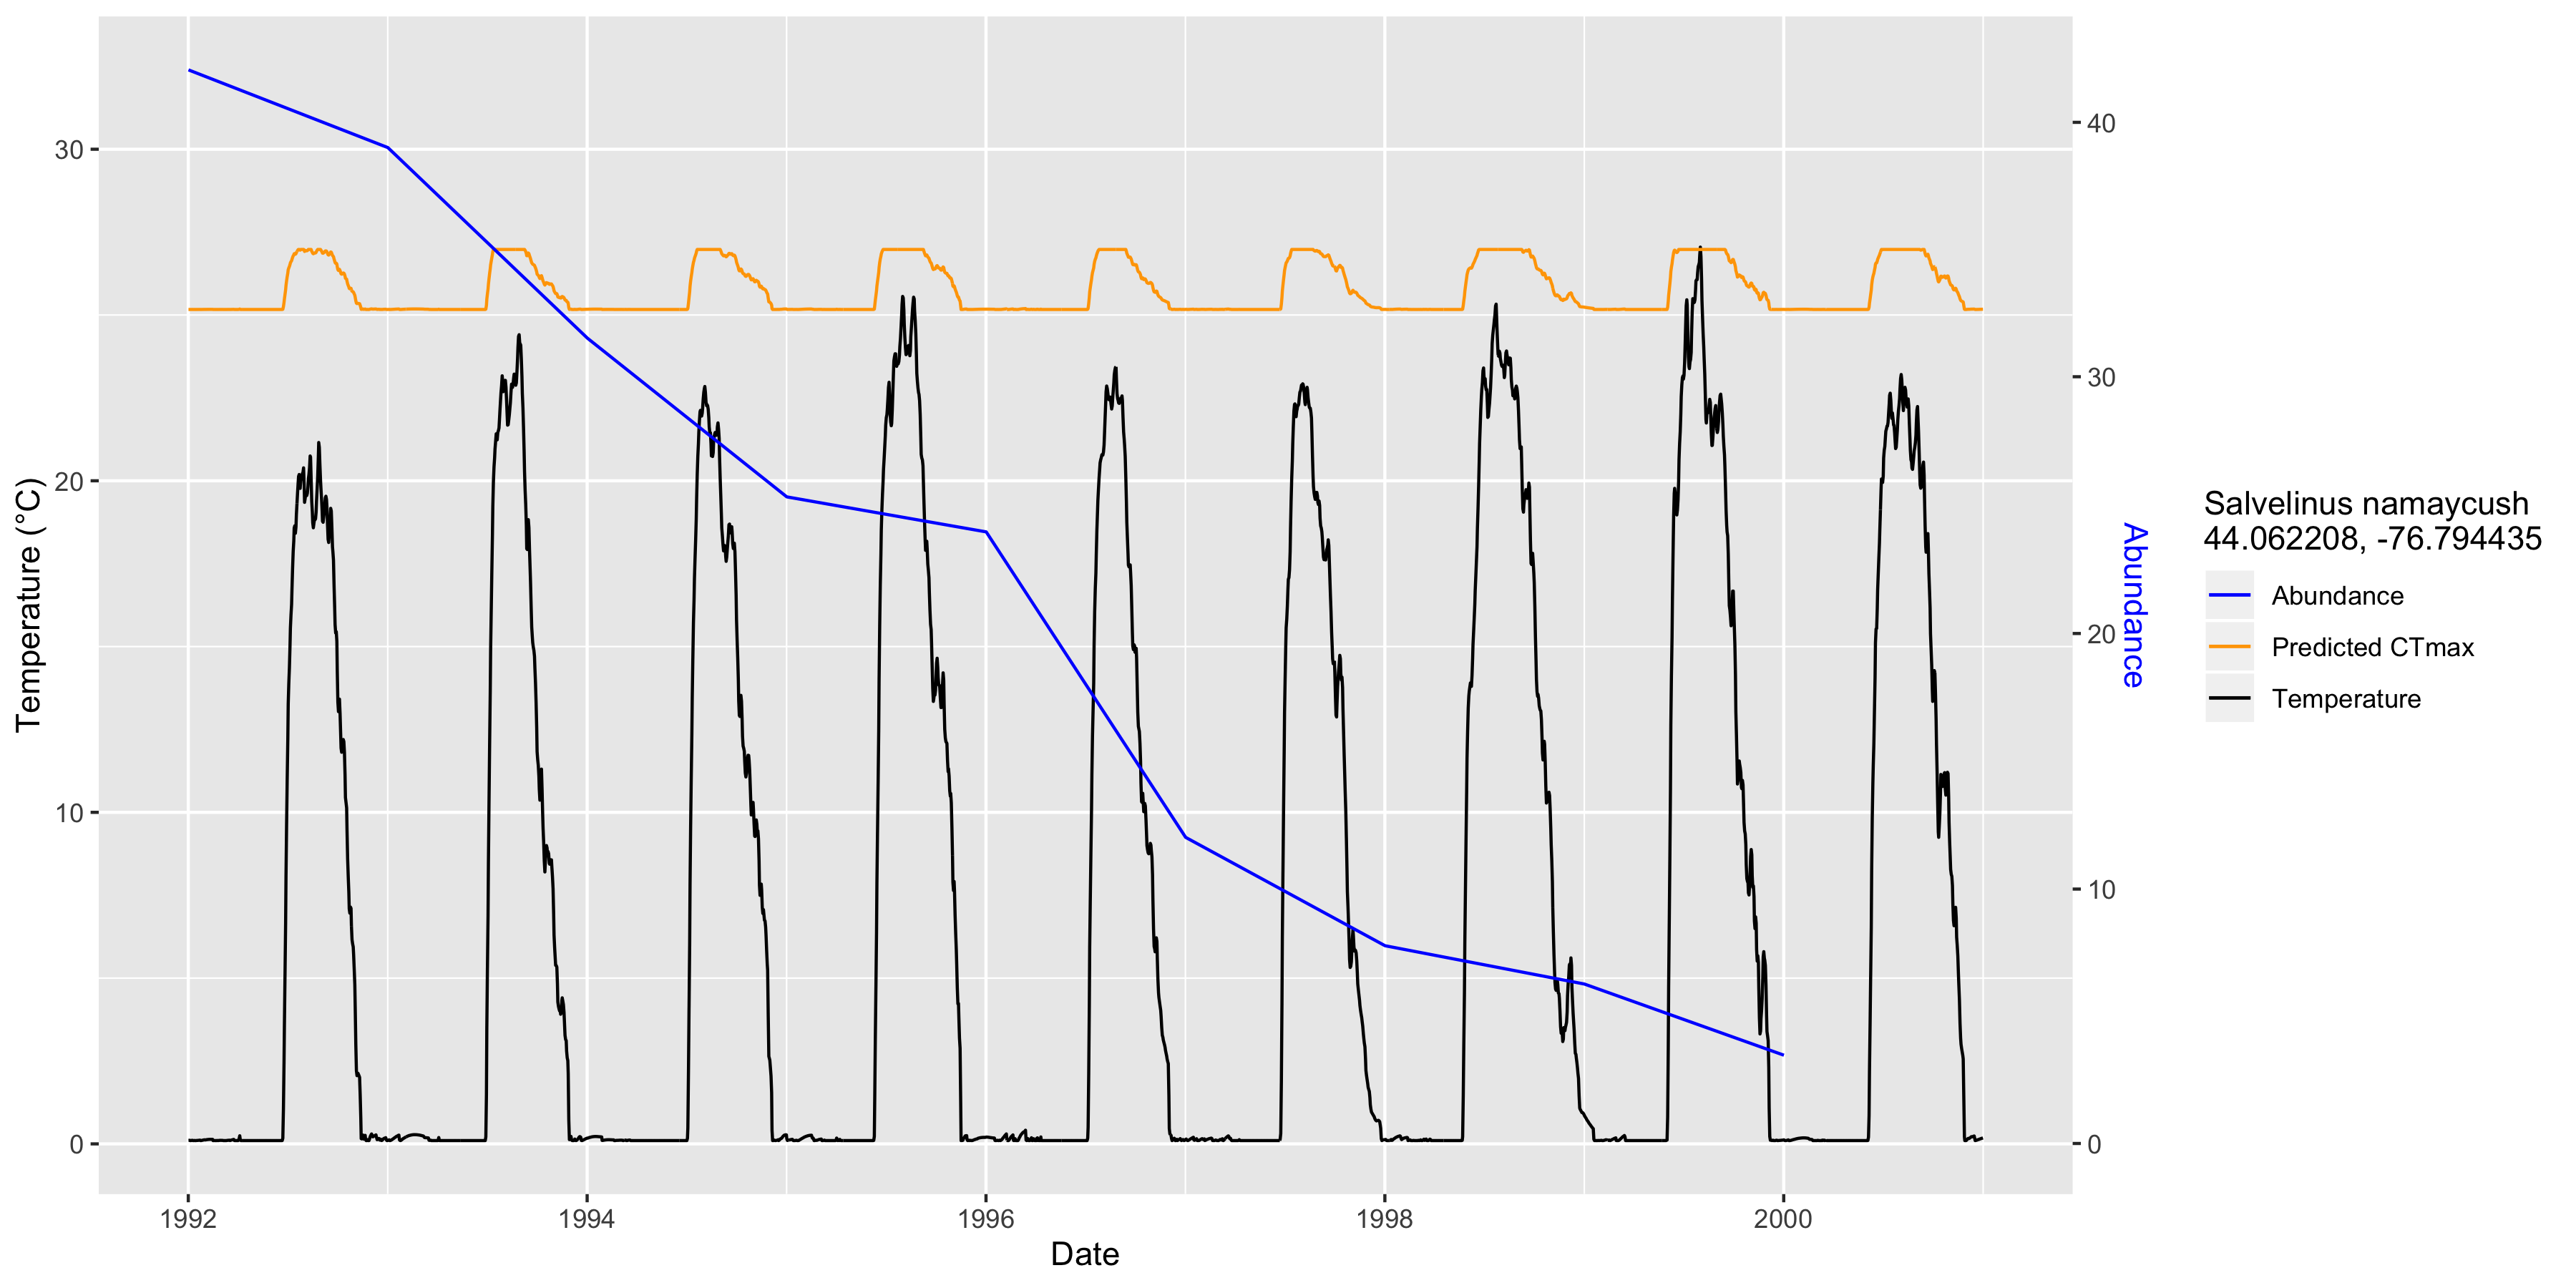 30
20
10
0
Temperature (°C)
1992
1994
1996
1998
2000
Date
40
30
20
10
0
Abundance
Salvelinus namaycush
44.062208, -76.794435
Abundance
Predicted CTmax
Temperature